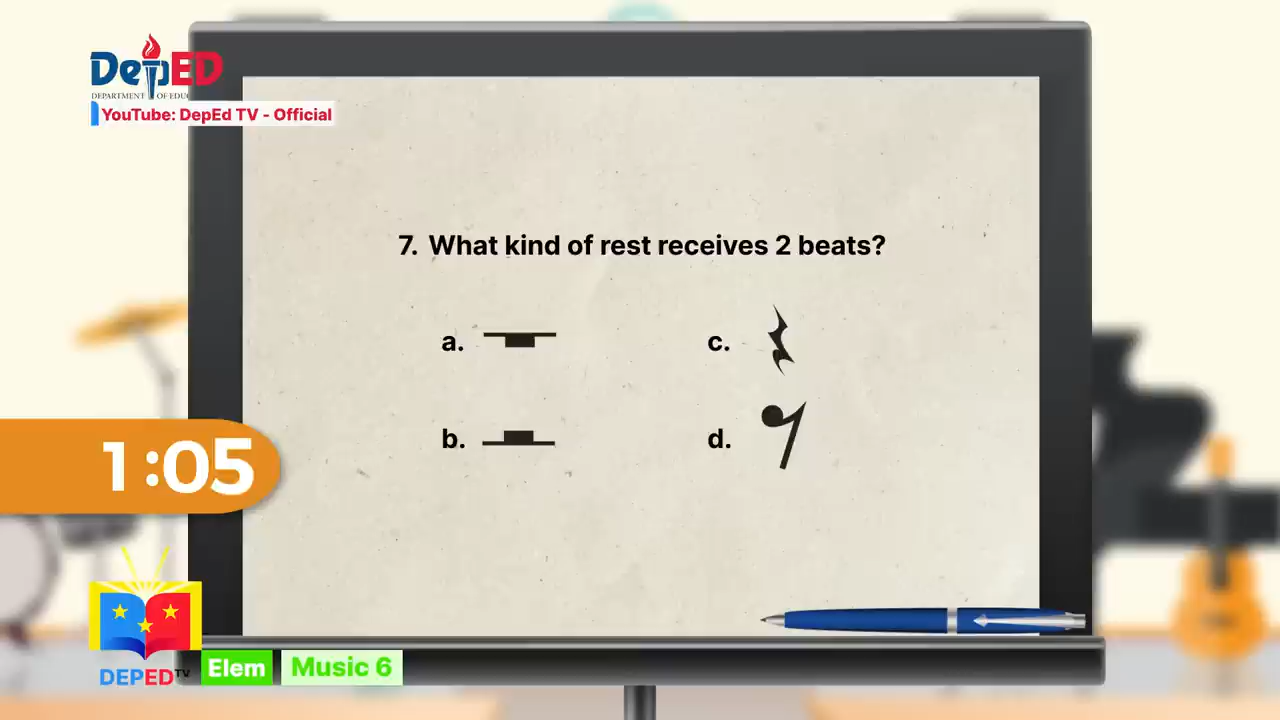 DepED
DEPARTMENT OF EDUC
YouTube: DepEd TV - Official
7. What kind of rest receives 2 beats?
a.
c.
b.
d.
1:05
DEPED TV
Elem
Music 6